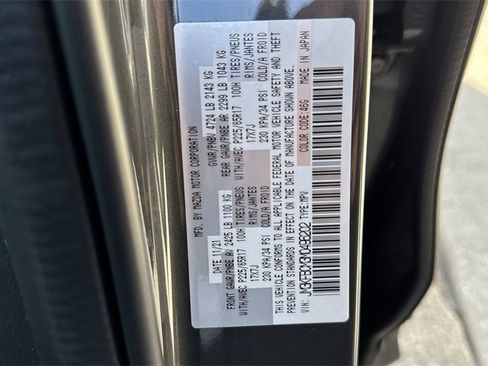 MFD. BY MAZDA MOTOR CORPORATION
DATE: 11/21 GVWR/PNBV 4724 LB 2143 KG
FRONT GAWR/PNBE AV 2425 LB 1100 KG REAR GAWR/PNBE AR 2299 LB 1043 KG
WITH/AVEC P225/65R17 100H TIRES/PNEUS WITH/AVEC P225/65R17 100H TIRES/PNEUS
17X7J RIMS/JANTES 17X7J RIMS/JANTES
230 KPA/34 PSI COLD/A FROID 230 KPA/34 PSI COLD/A FROID
THIS VEHICLE CONFORMS TO ALL APPLICABLE FEDERAL MOTOR VEHICLE SAFETY AND THEFT
PREVENTION STANDARDS IN EFFECT ON THE DATE OF MANUFACTURE SHOWN ABOVE.
TYPE:MPV COLOR CODE:46G MADE IN JAPAN
VIN: